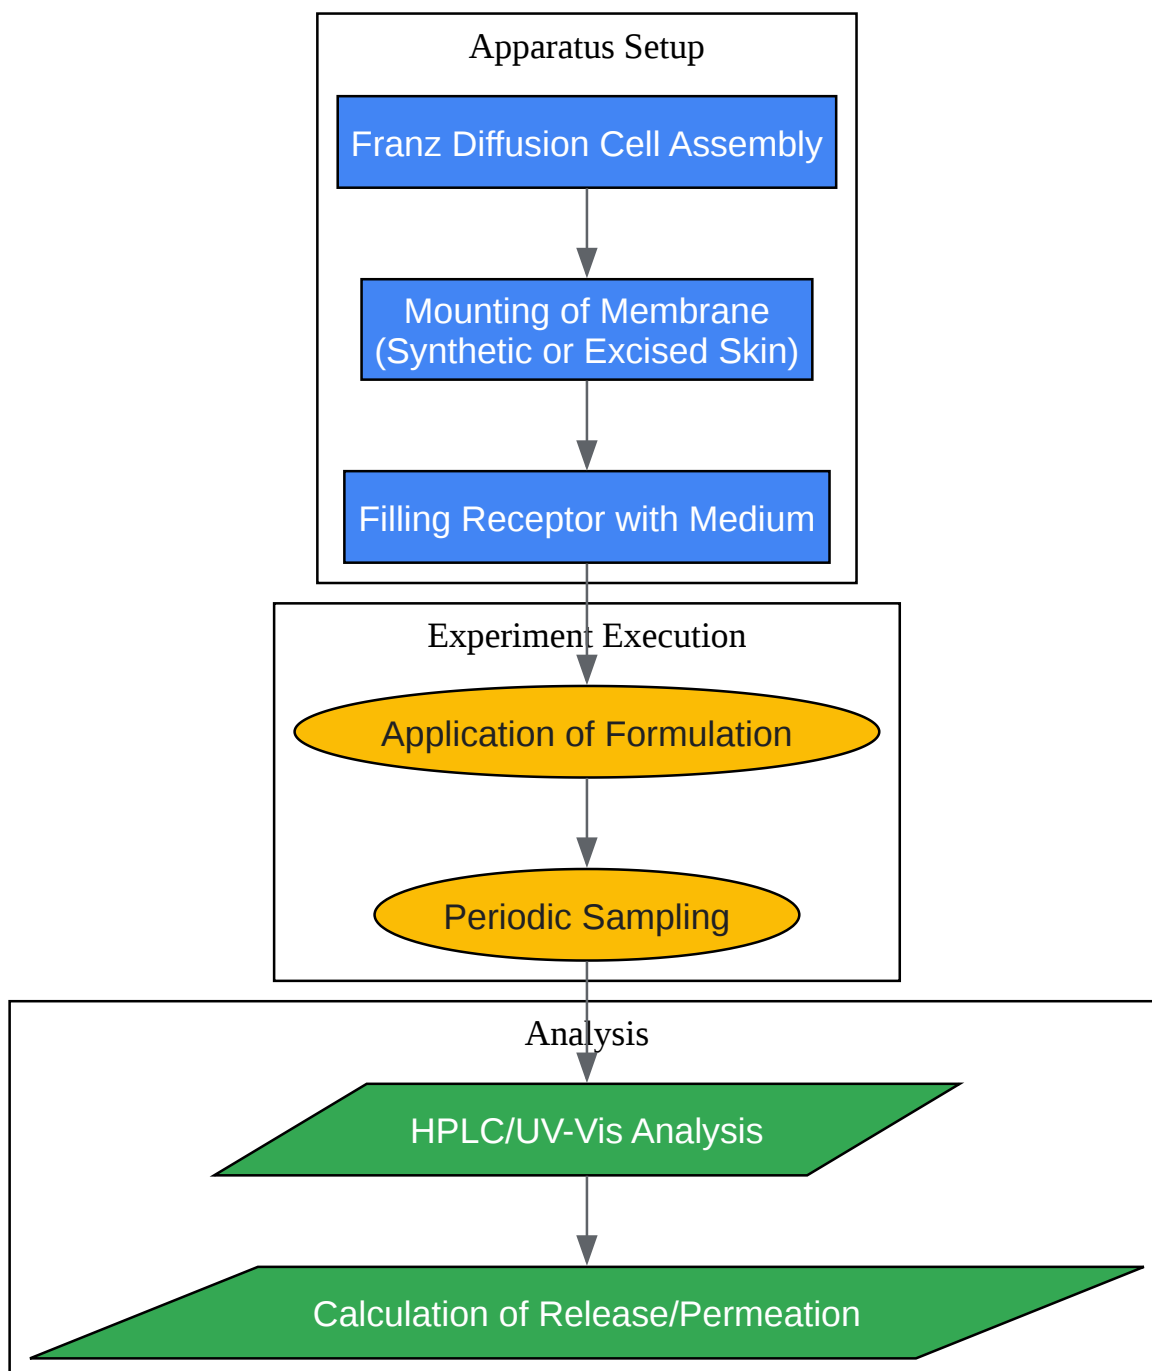 Apparatus Setup
Franz Diffusion Cell Assembly
Mounting of Membrane
(Synthetic or Excised Skin)
Filling Receptor with Medium
Experiment Execution
Application of Formulation
Periodic Sampling
Analysis
HPLC/UV-Vis Analysis
Calculation of Release/Permeation